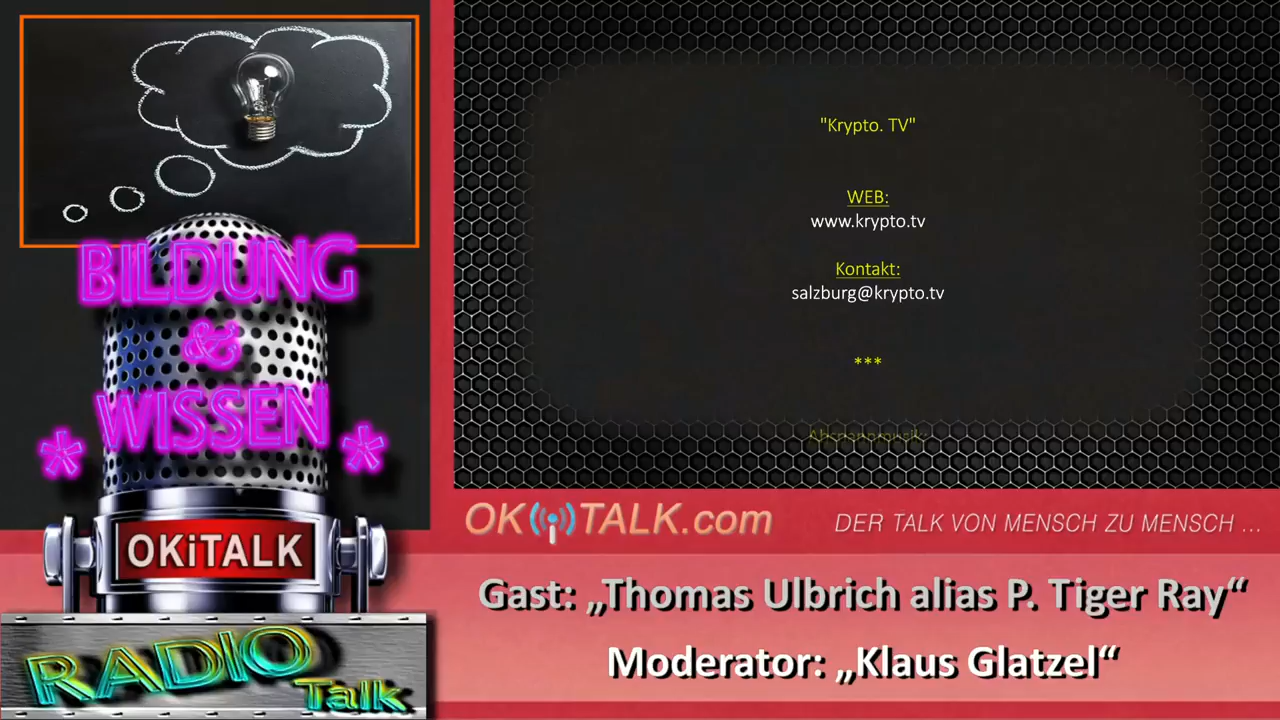 "Krypto. TV"
WEB:
www.krypto.tv
Kontakt:
salzburg@krypto.tv
***
Abspannmusik:
BILDUNG
&
* WISSEN *
OKiTALK
RADIO
Talk
OKiTALK.com
DER TALK VON MENSCH ZU MENSCH ...
Gast: „Thomas Ulbrich alias P. Tiger Ray“
Moderator: „Klaus Glatzel“